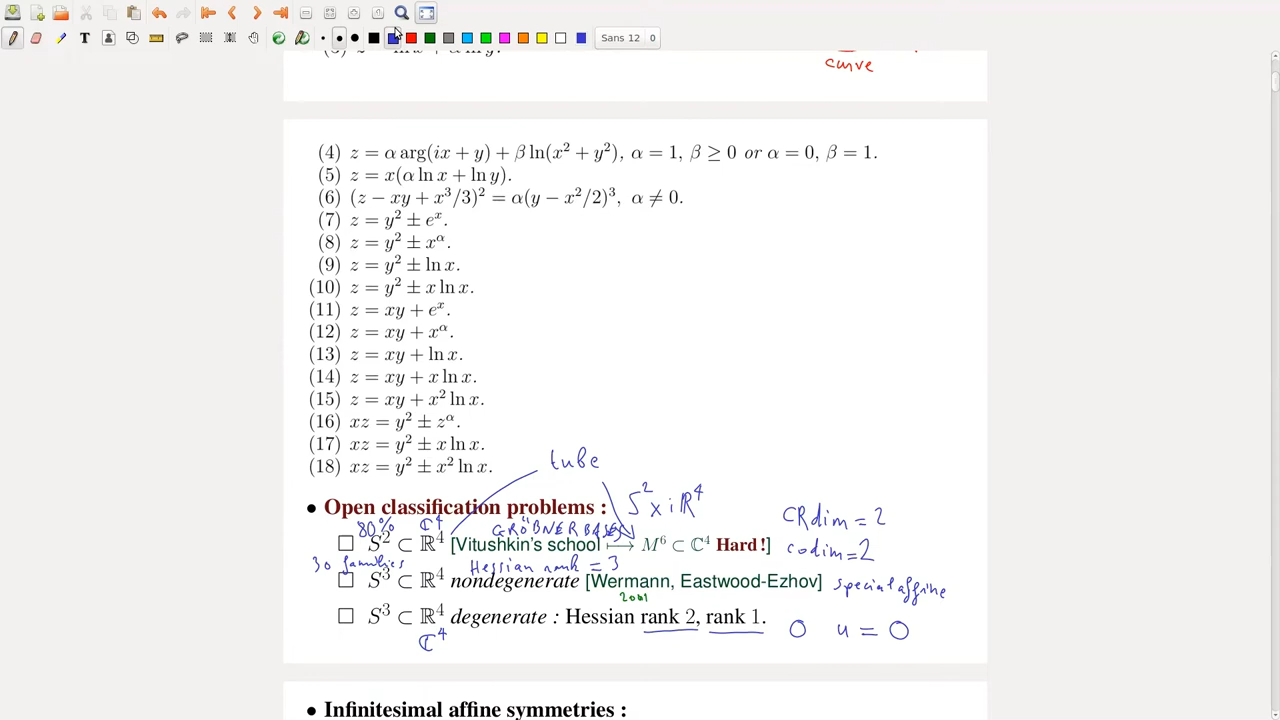 Sans 12 0
curve
(4) z = α arg(ix + y) + β ln(x² + y²), α = 1, β ≥ 0 or α = 0, β = 1.
(5) z = x(α ln x + ln y).
(6) (z − xy + x³/3)² = α(y − x²/2)³, α ≠ 0.
(7) z = y² ± eˣ.
(8) z = y² ± x^α.
(9) z = y² ± ln x.
(10) z = y² ± x ln x.
(11) z = xy + eˣ.
(12) z = xy + x^α.
(13) z = xy + ln x.
(14) z = xy + x ln x.
(15) z = xy + x² ln x.
(16) xz = y² ± z^α.
(17) xz = y² ± x ln x.
(18) xz = y² ± x² ln x.
tube
• Open classification problems :
S² × iℝ⁴
CRdim = 2
80% ℂ⁴ GRÖBNER BASES
□ S² ⊂ ℝ⁴ [Vitushkin's school ⟼ M⁶ ⊂ ℂ⁴ Hard!] codim = 2
30 families Hessian rank = 3
□ S³ ⊂ ℝ⁴ nondegenerate [Wermann, Eastwood-Ezhov] special affine
2001
□ S³ ⊂ ℝ⁴ degenerate : Hessian rank 2, rank 1. 0 u = 0
ℂ⁴
• Infinitesimal affine symmetries :